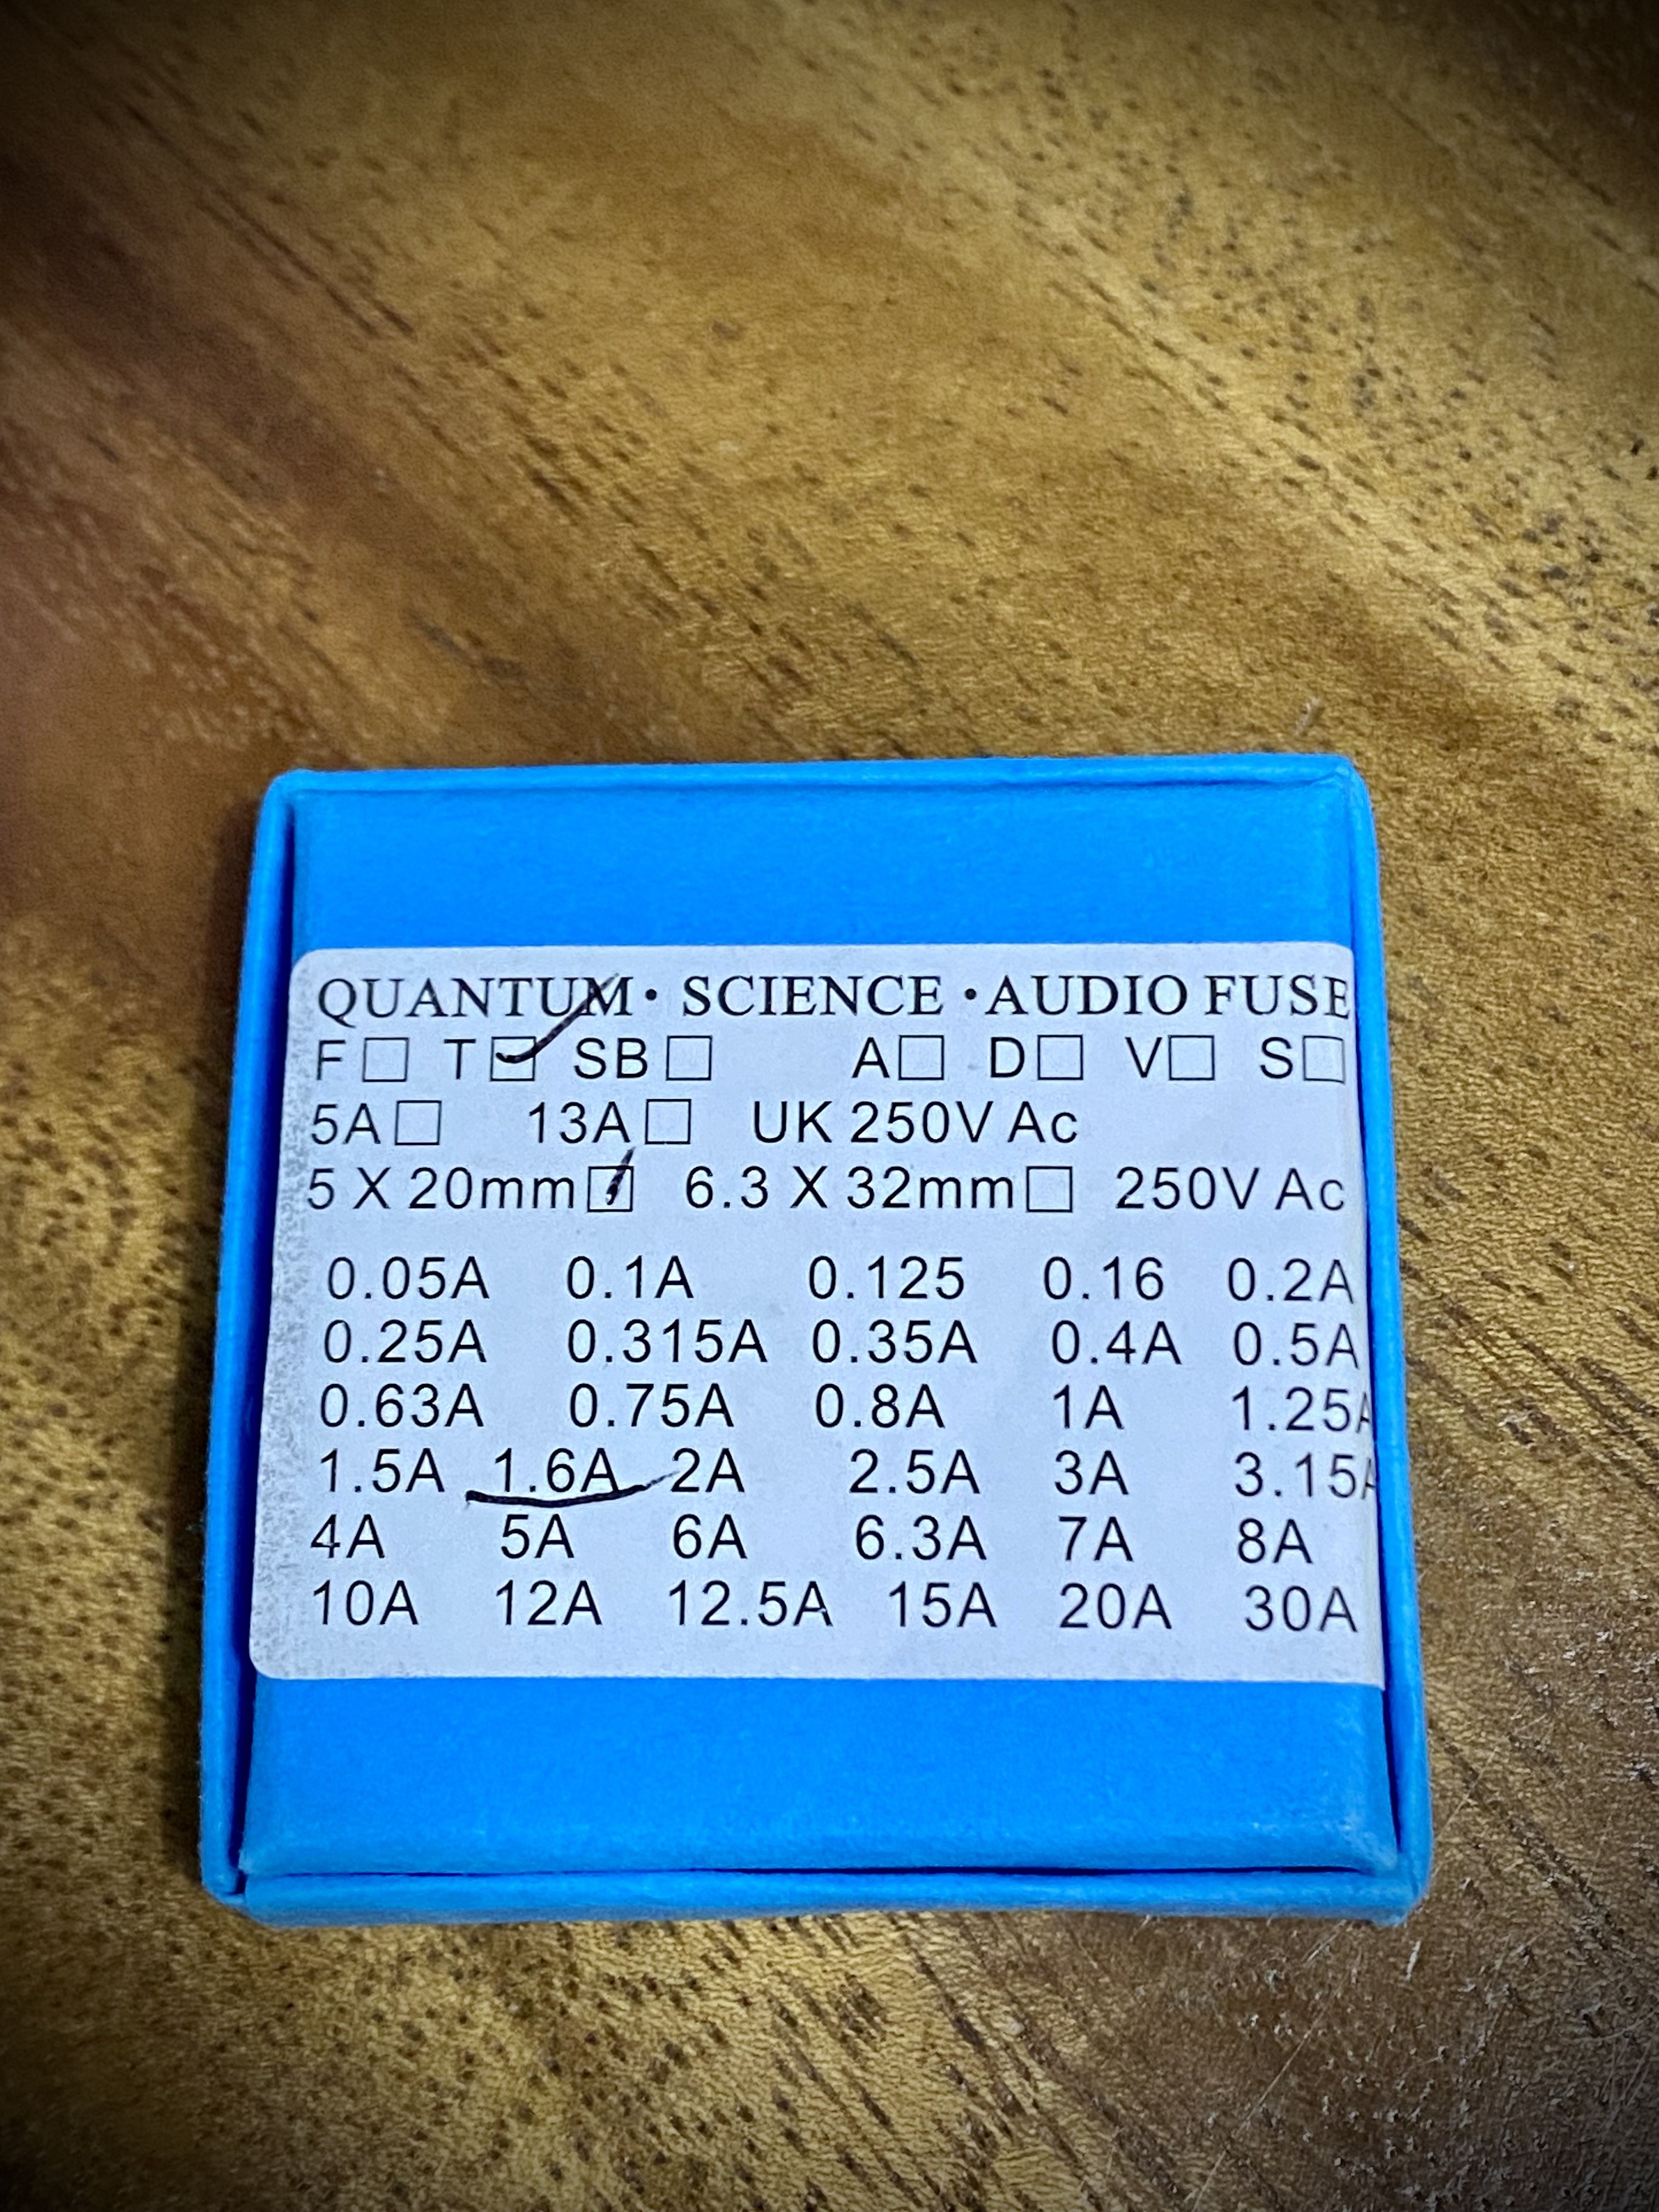 QUANTUM· SCIENCE ·AUDIO FUSE
F☐ T☑ SB☐ A☐ D☐ V☐ S☐
5A☐ 13A☐ UK 250V Ac
5 X 20mm☑ 6.3 X 32mm☐ 250V Ac
0.05A 0.1A 0.125 0.16 0.2A
0.25A 0.315A 0.35A 0.4A 0.5A
0.63A 0.75A 0.8A 1A 1.25A
1.5A 1.6A 2A 2.5A 3A 3.15A
4A 5A 6A 6.3A 7A 8A
10A 12A 12.5A 15A 20A 30A